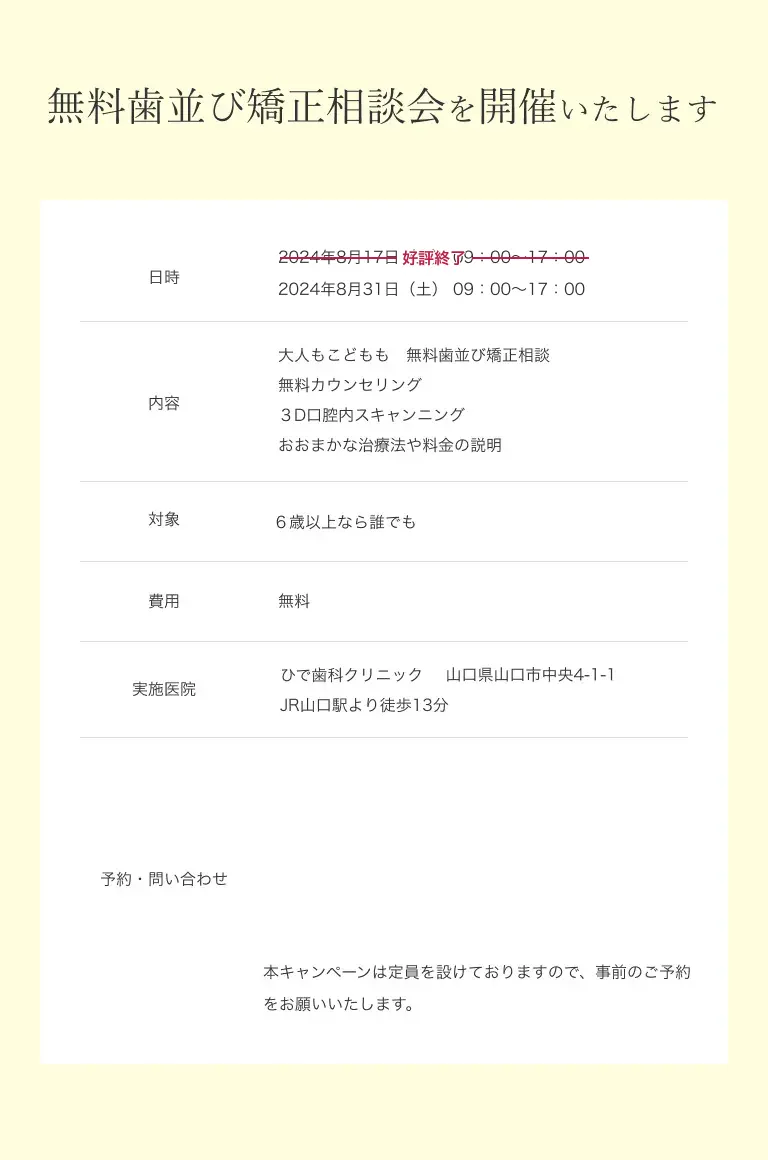 無料歯並び矯正相談会を開催いたします
日時
2024年8月17日 好評終了 09：00〜17：00
2024年8月31日（土） 09：00〜17：00
内容
大人もこどもも　無料歯並び矯正相談
無料カウンセリング
３D口腔内スキャンニング
おおまかな治療法や料金の説明
対象
６歳以上なら誰でも
費用
無料
実施医院
ひで歯科クリニック　 山口県山口市中央4-1-1
JR山口駅より徒歩13分
予約・問い合わせ
本キャンペーンは定員を設けておりますので、事前のご予約
をお願いいたします。